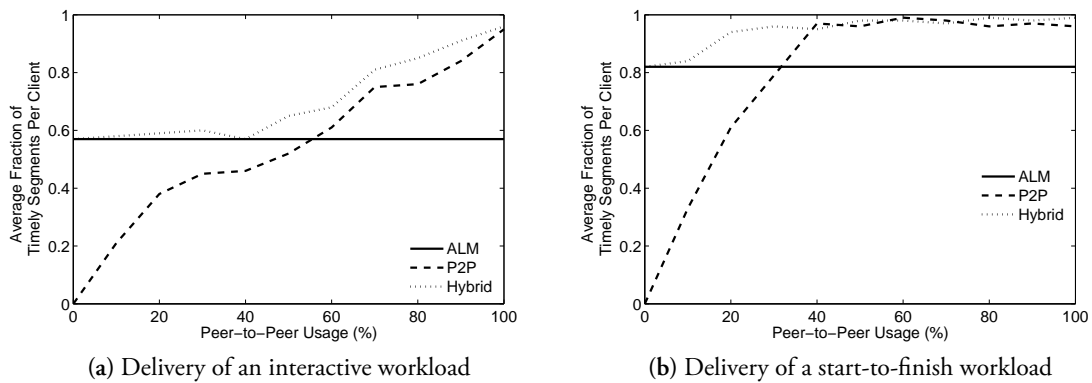 1
0.8
0.6
0.4
0.2
0
Average Fraction of
Timely Segments Per Client
0 20 40 60 80 100
Peer−to−Peer Usage (%)
ALM
P2P
Hybrid
(a) Delivery of an interactive workload
1
0.8
0.6
0.4
0.2
0
Average Fraction of
Timely Segments Per Client
0 20 40 60 80 100
Peer−to−Peer Usage (%)
ALM
P2P
Hybrid
(b) Delivery of a start-to-finish workload